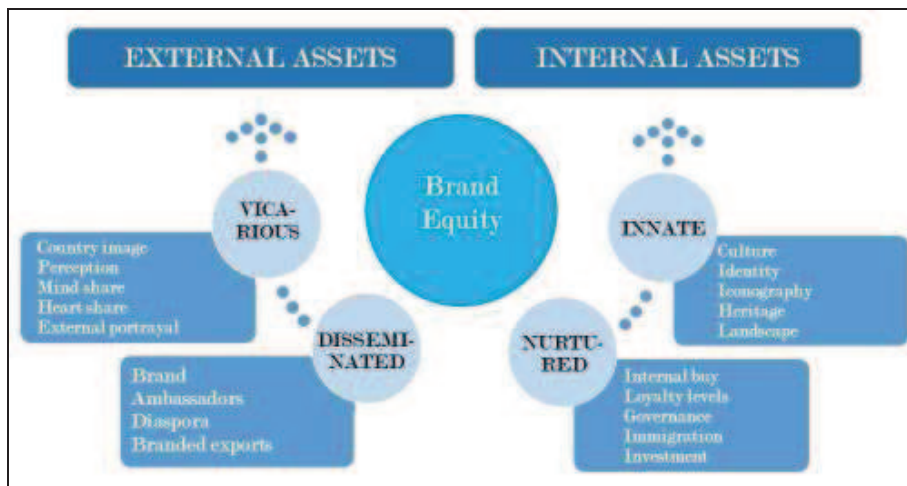 EXTERNAL ASSETS
INTERNAL ASSETS
Brand
Equity
VICA-
RIOUS
INNATE
Country image
Perception
Mind share
Heart share
External portrayal
Culture
Identity
Iconography
Heritage
Landscape
DISSEMI-
NATED
NURTU-
RED
Brand
Ambassadors
Diaspora
Branded exports
Internal buy
Loyalty levels
Governance
Immigration
Investment